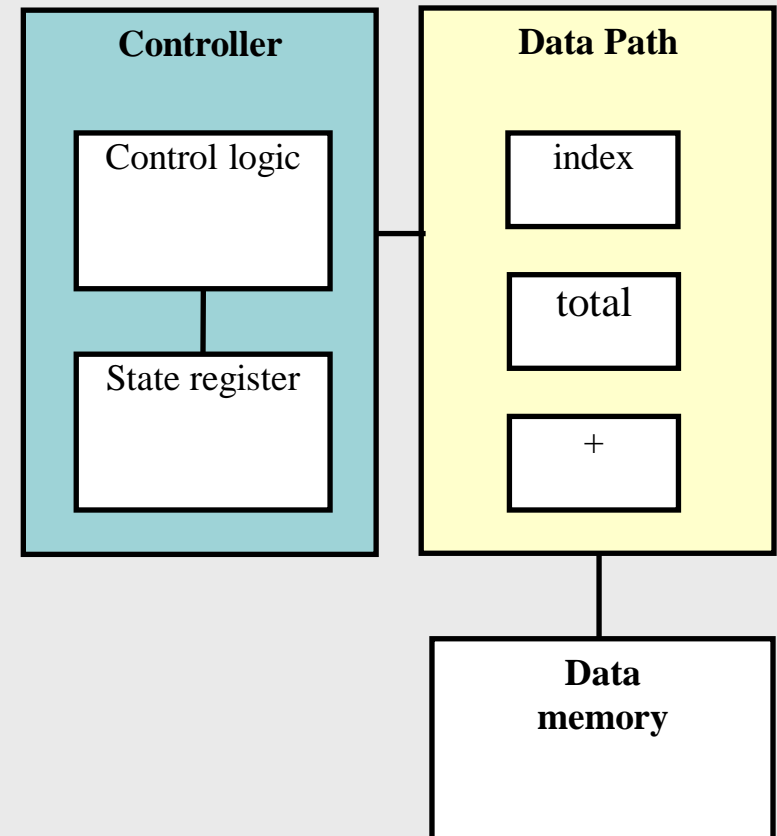 Controller
Control logic
State register
Data Path
index
total
+
Data
memory